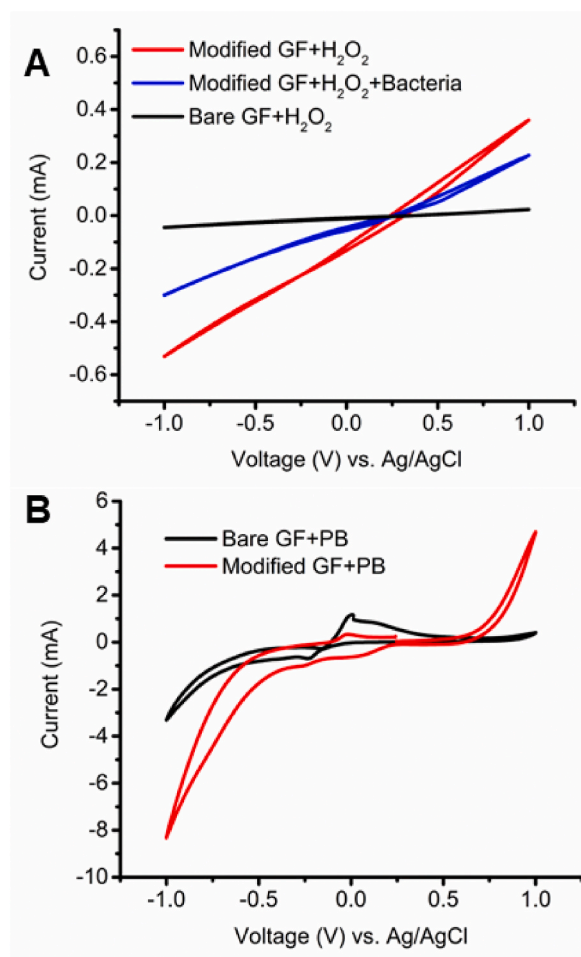 A
Modified GF+H₂O₂
Modified GF+H₂O₂+Bacteria
Bare GF+H₂O₂
0.6
0.4
0.2
0.0
-0.2
-0.4
-0.6
Current (mA)
-1.0 -0.5 0.0 0.5 1.0
Voltage (V) vs. Ag/AgCl
B
Bare GF+PB
Modified GF+PB
6
4
2
0
-2
-4
-6
-8
-10
Current (mA)
-1.0 -0.5 0.0 0.5 1.0
Voltage (V) vs. Ag/AgCl